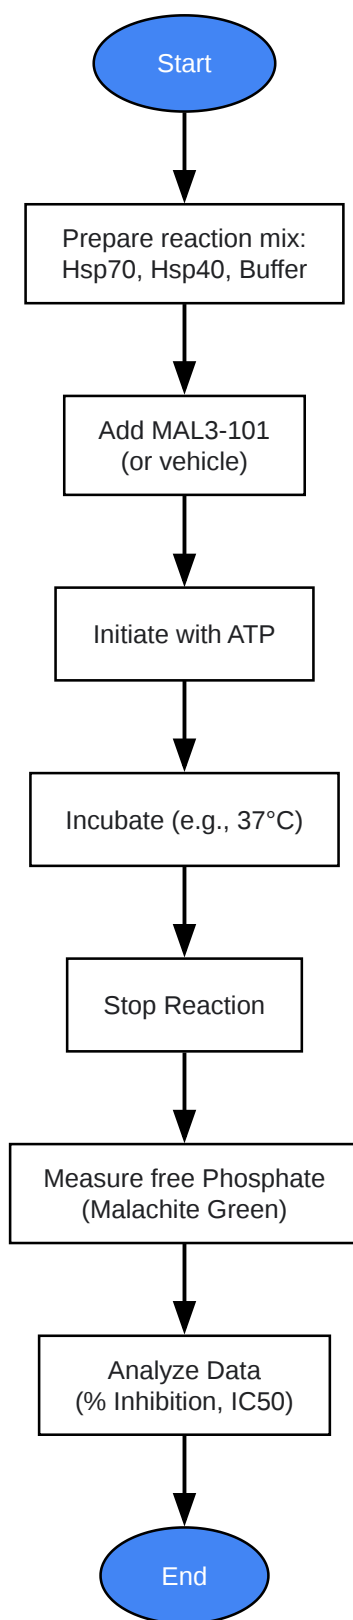 Start
Prepare reaction mix:
Hsp70, Hsp40, Buffer
Add MAL3-101
(or vehicle)
Initiate with ATP
Incubate (e.g., 37°C)
Stop Reaction
Measure free Phosphate
(Malachite Green)
Analyze Data
(% Inhibition, IC50)
End